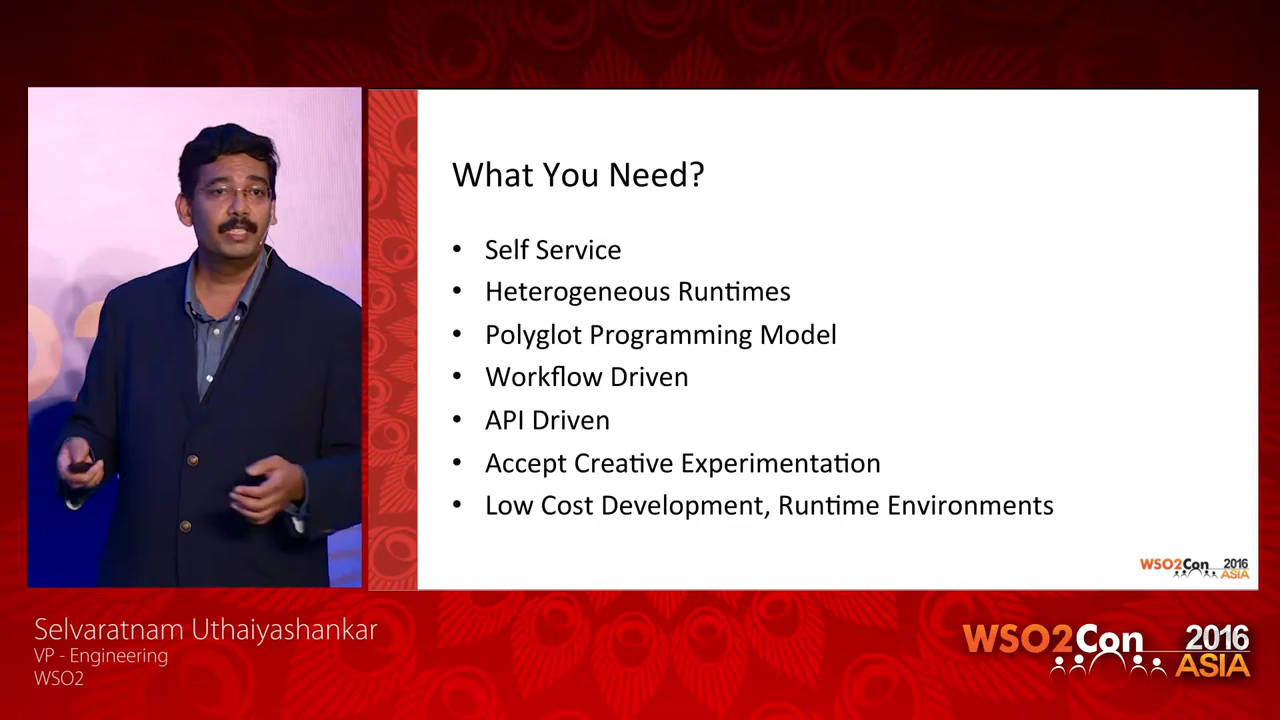 What You Need?
• Self Service
• Heterogeneous Runtimes
• Polyglot Programming Model
• Workflow Driven
• API Driven
• Accept Creative Experimentation
• Low Cost Development, Runtime Environments
WSO2Con 2016
ASIA
Selvaratnam Uthaiyashankar
VP - Engineering
WSO2
WSO2Con 2016
ASIA